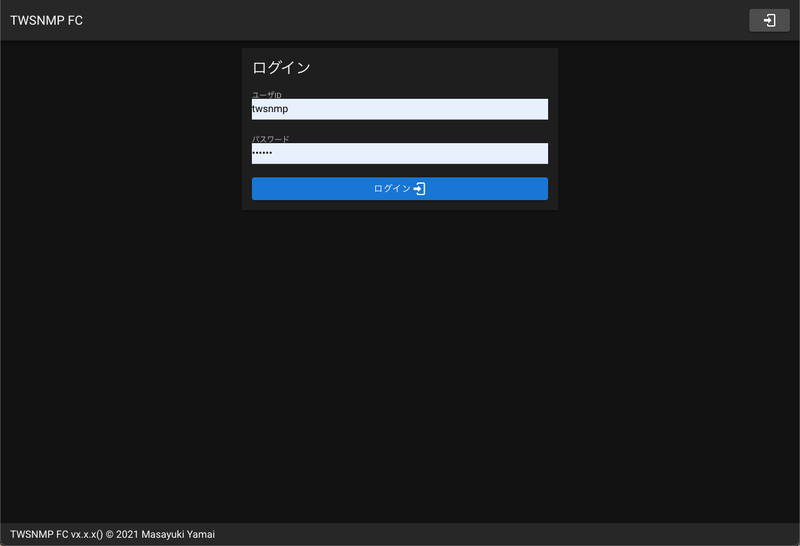 TWSNMP FC
ログイン
ユーザID
twsnmp
パスワード
••••••
ログイン
TWSNMP FC vx.x.x() © 2021 Masayuki Yamai